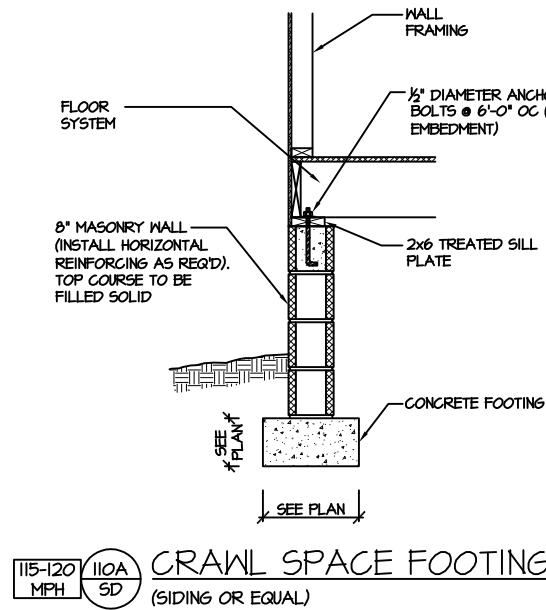 WALL
FRAMING
FLOOR
SYSTEM
½" DIAMETER
BOLTS @ 6'-0" OC
EMBEDMENT)
8" MASONRY WALL
(INSTALL HORIZONTAL
REINFORCING AS REQ'D).
TOP COURSE TO BE
FILLED SOLID
2x6 TREATED SILL
PLATE
CONCRETE FOOTING
SEE
PLAN
SEE PLAN
115-120
MPH
110A
SD
CRAWL SPACE FOOTING
(SIDING OR EQUAL)